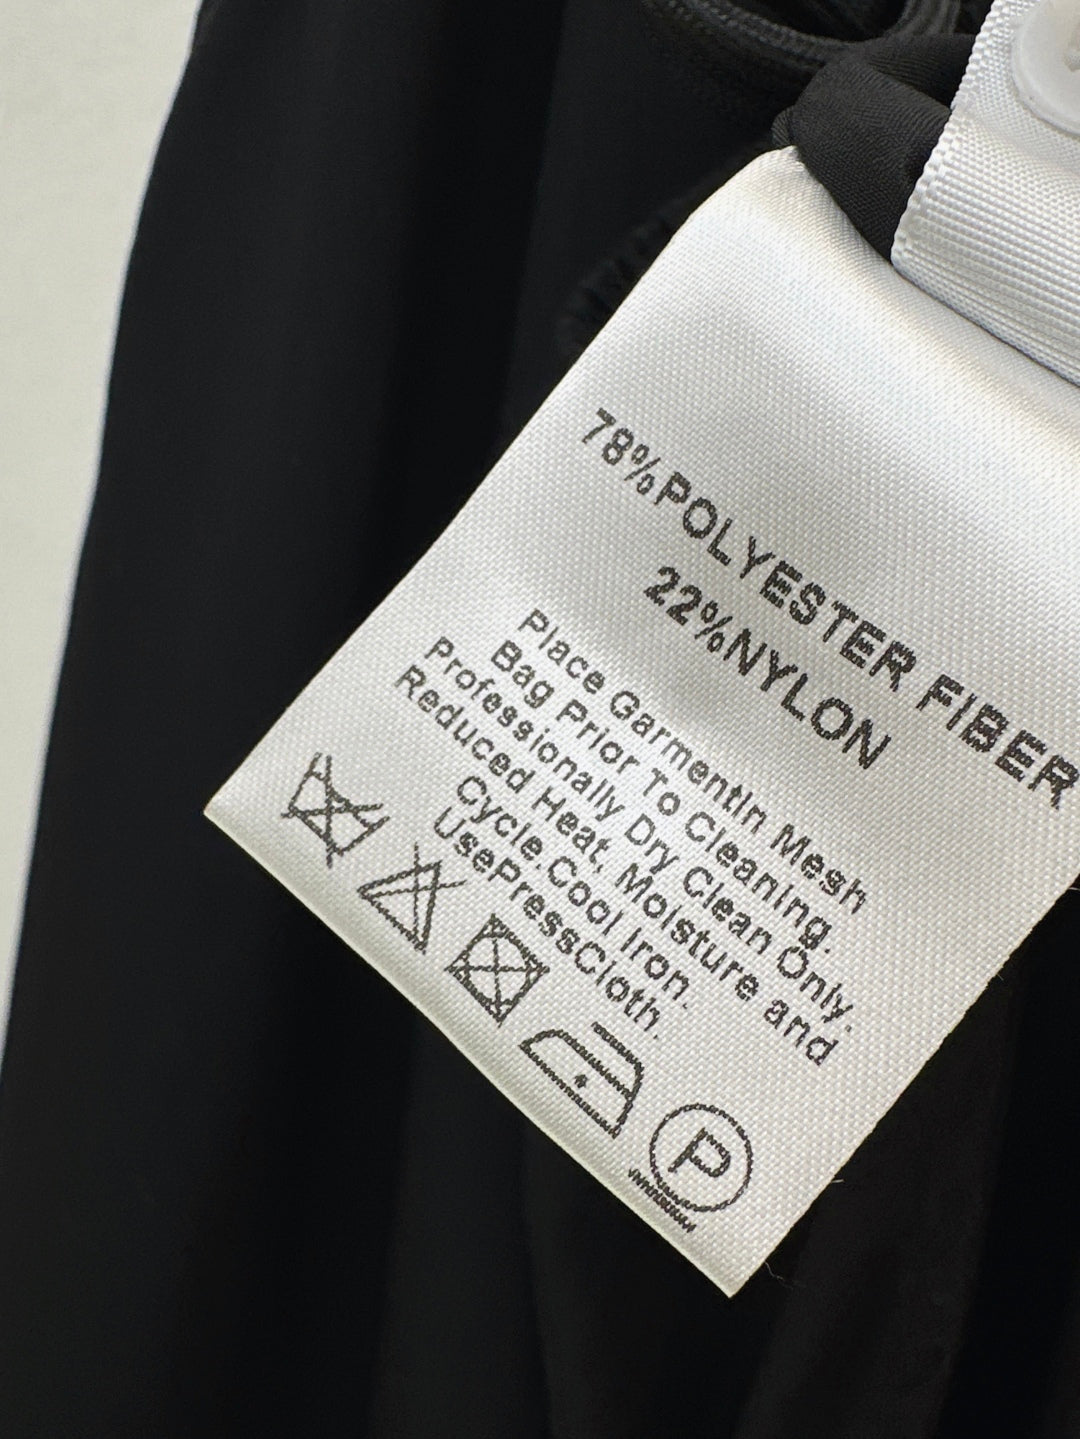 78%POLYESTER FIBER
22%NYLON
Place GarmentIn Mesh
Bag Prior To Cleaning.
Professionally Dry Clean Only.
Reduced Heat, Moisture and
Cycle.Cool Iron.
UsePressCloth.
P